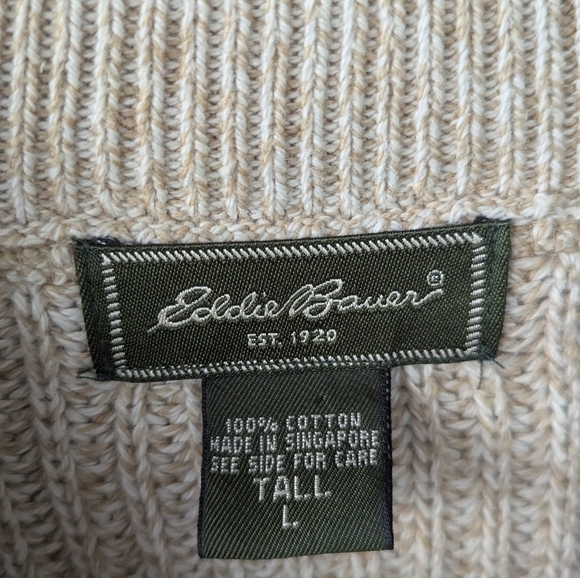 Eddie Bauer®
EST. 1920
100% COTTON
MADE IN SINGAPORE
SEE SIDE FOR CARE
TALL
L